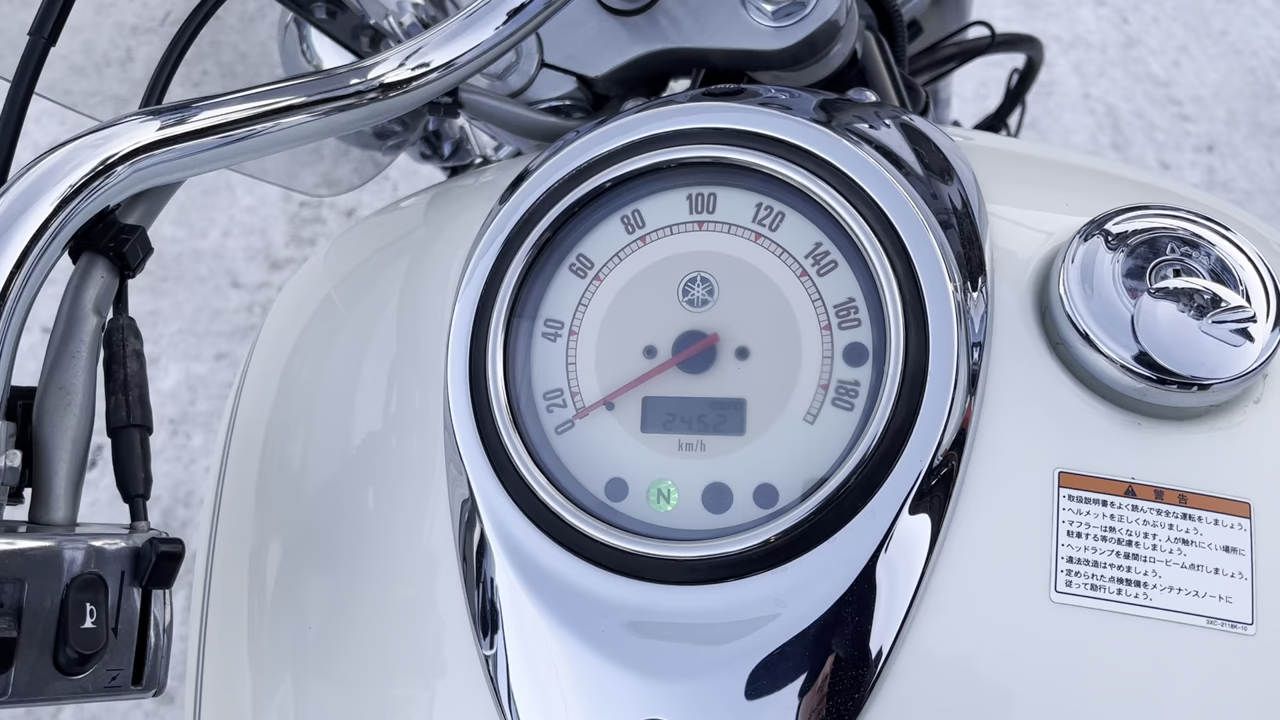 100
80
120
60
140
40
160
20
180
0
2452
km/h
N
警告
・取扱説明書をよく読んで安全な運転をしましょう。
・ヘルメットを正しくかぶりましょう。
・マフラーは熱くなります。人が触れにくい場所に
駐車する等の配慮をしましょう。
・ヘッドランプを昼間はロービーム点灯しましょう。
・違法改造はやめましょう。
・定められた点検整備をメンテナンスノートに
従って励行しましょう。
3XC-2118K-10